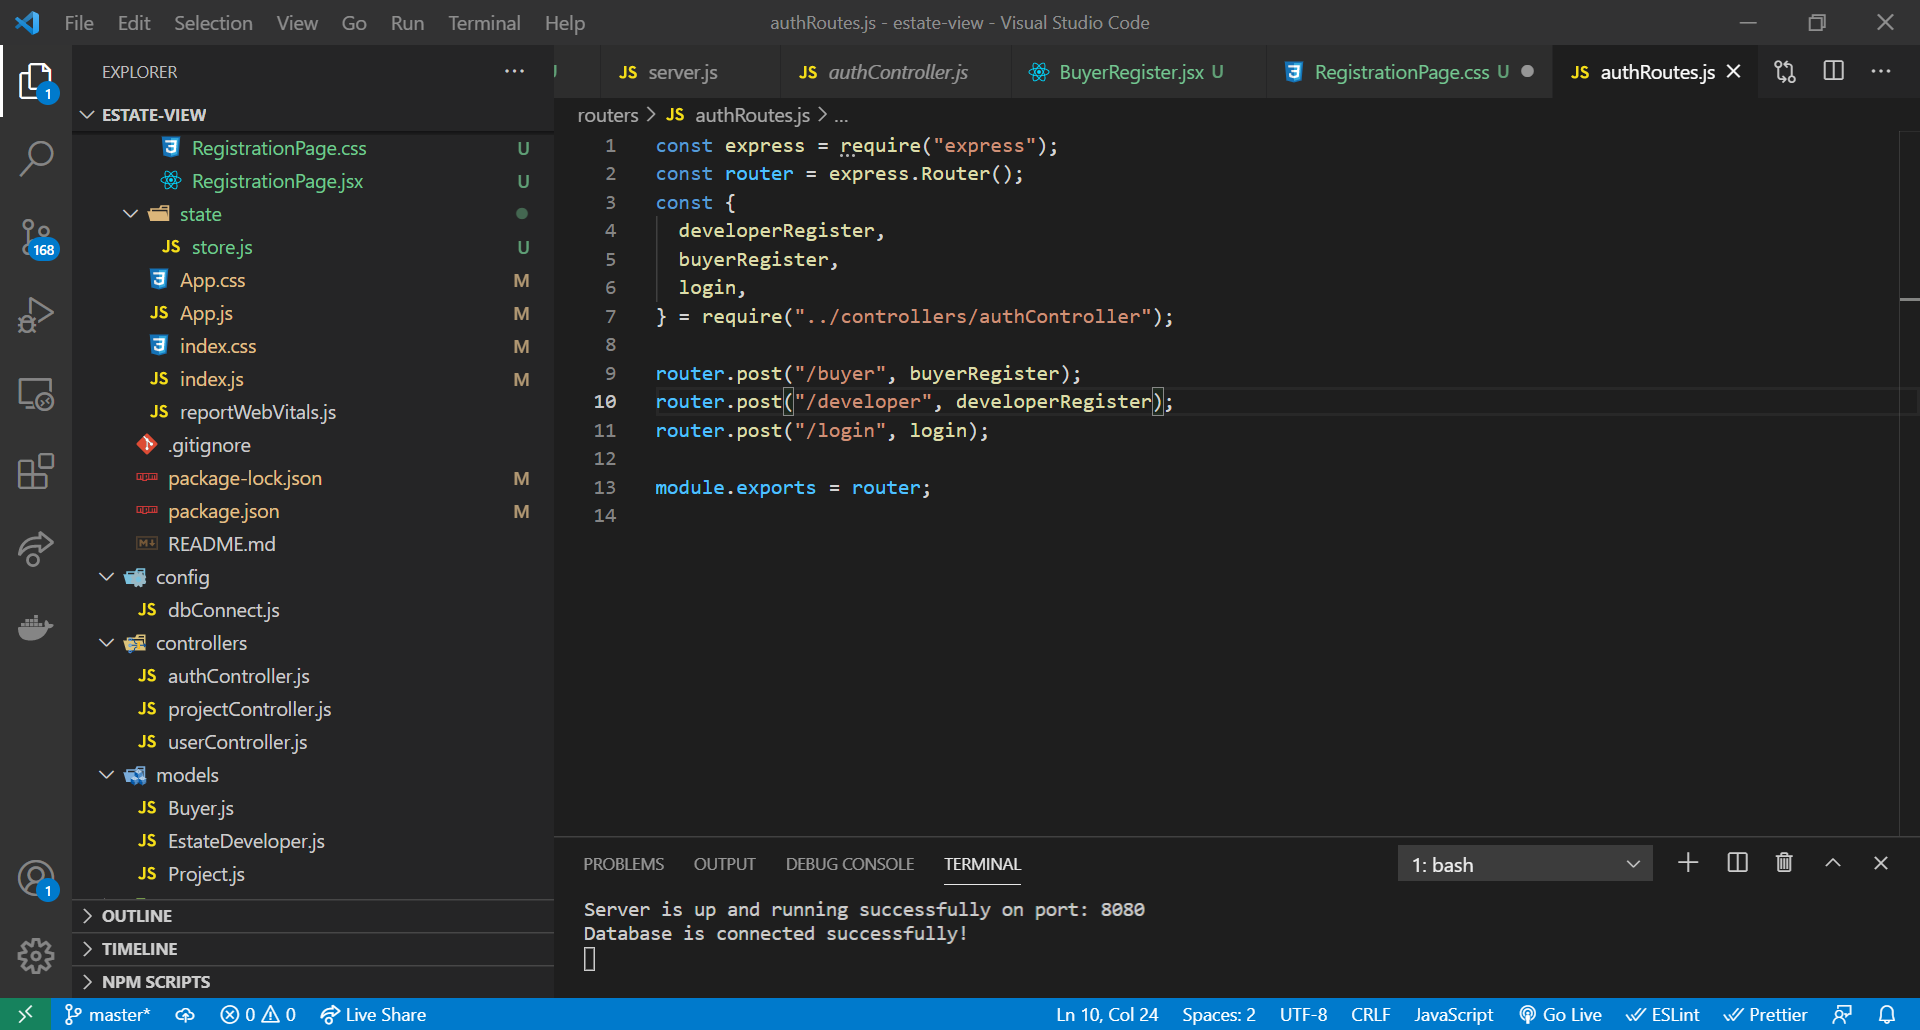 File Edit Selection View Go Run Terminal Help
authRoutes.js - estate-view - Visual Studio Code
1
168
1
EXPLORER
ESTATE-VIEW
RegistrationPage.css U
RegistrationPage.jsx U
state
JS store.js U
App.css M
JS App.js M
index.css M
JS index.js M
JS reportWebVitals.js
.gitignore
package-lock.json M
package.json M
README.md
config
JS dbConnect.js
controllers
JS authController.js
JS projectController.js
JS userController.js
models
JS Buyer.js
JS EstateDeveloper.js
JS Project.js
OUTLINE
TIMELINE
NPM SCRIPTS
JS server.js
JS authController.js
BuyerRegister.jsx U
RegistrationPage.css U
JS authRoutes.js
routers > JS authRoutes.js > ...
1 const express = require("express");
2 const router = express.Router();
3 const {
4 developerRegister,
5 buyerRegister,
6 login,
7 } = require("../controllers/authController");
8
9 router.post("/buyer", buyerRegister);
10 router.post("/developer", developerRegister);
11 router.post("/login", login);
12
13 module.exports = router;
14
PROBLEMS OUTPUT DEBUG CONSOLE TERMINAL
1: bash
Server is up and running successfully on port: 8080
Database is connected successfully!
master* 0 0 Live Share
Ln 10, Col 24 Spaces: 2 UTF-8 CRLF JavaScript Go Live ESLint Prettier